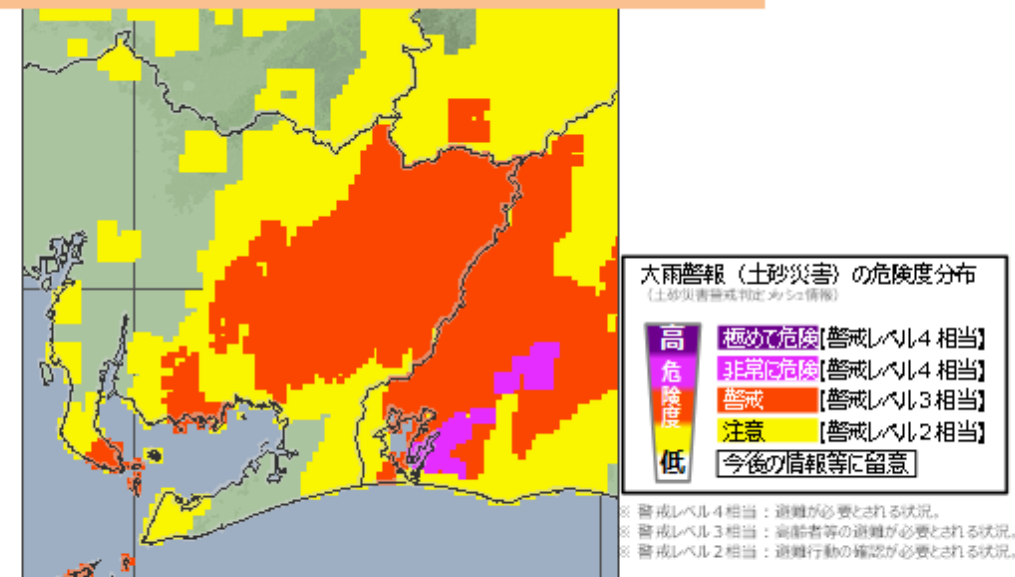 大雨警報（土砂災害）の危険度分布
（土砂災害警戒判定メッシュ情報）
高
危
険
度
低
極めて危険【警戒レベル４相当】
非常に危険【警戒レベル４相当】
警戒【警戒レベル３相当】
注意【警戒レベル２相当】
今後の情報等に留意
※ 警戒レベル４相当：避難が必要とされる状況。
※ 警戒レベル３相当：高齢者等の避難が必要とされる状況。
※ 警戒レベル２相当：避難行動の確認が必要とされる状況。